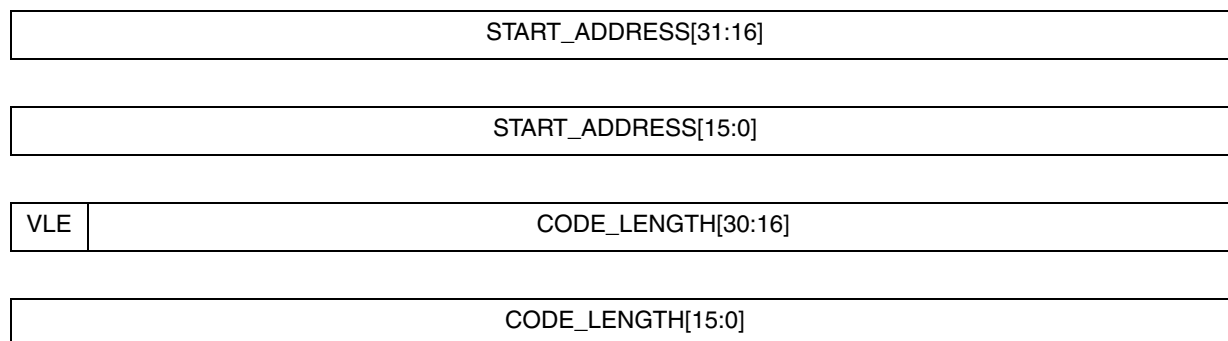 START_ADDRESS[31:16]
START_ADDRESS[15:0]
VLE CODE_LENGTH[30:16]
CODE_LENGTH[15:0]